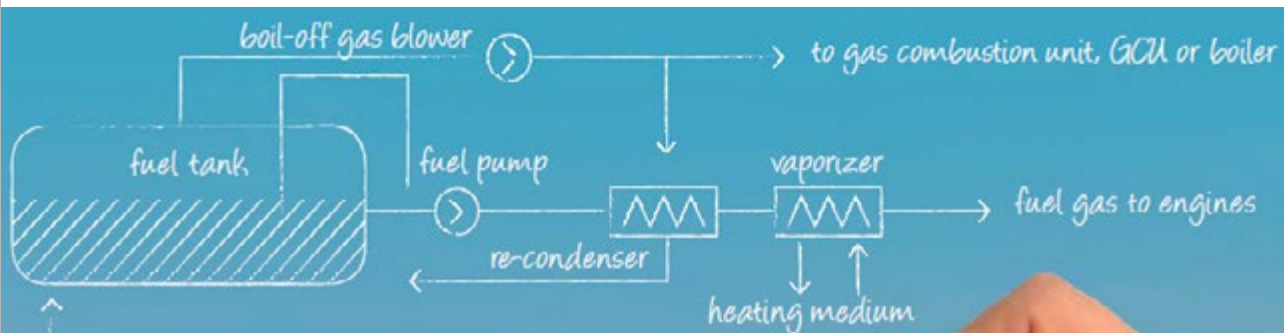 boil-off gas blower
to gas combustion unit, GCU or boiler
fuel tank
fuel pump
vaporizer
fuel gas to engines
re-condenser
heating medium